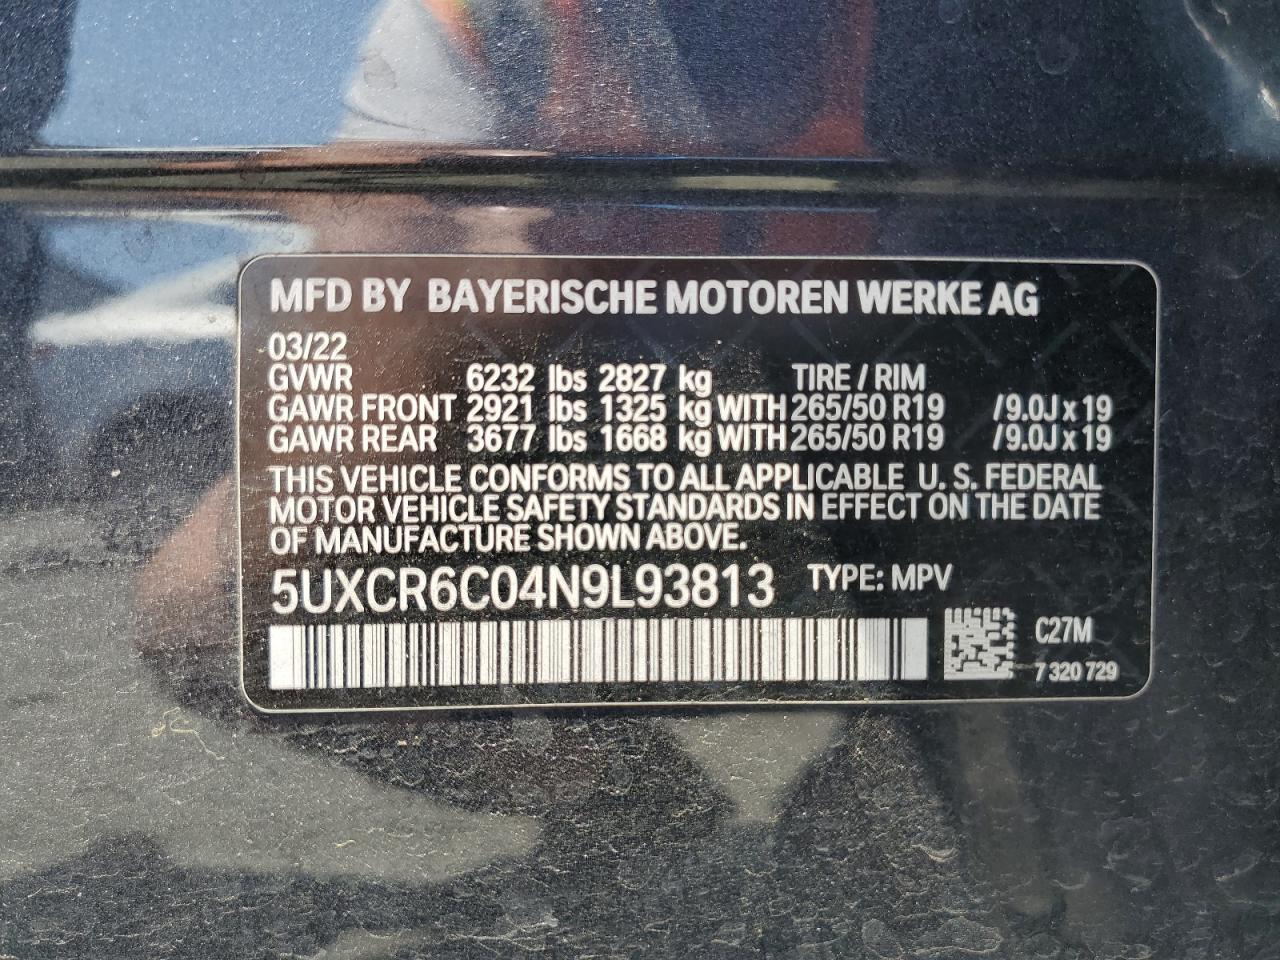 MFD BY BAYERISCHE MOTOREN WERKE AG
03/22
GVWR 6232 lbs 2827 kg TIRE / RIM
GAWR FRONT 2921 lbs 1325 kg WITH 265/50 R19 /9.0J x 19
GAWR REAR 3677 lbs 1668 kg WITH 265/50 R19 /9.0J x 19
THIS VEHICLE CONFORMS TO ALL APPLICABLE U. S. FEDERAL
MOTOR VEHICLE SAFETY STANDARDS IN EFFECT ON THE DATE
OF MANUFACTURE SHOWN ABOVE.
5UXCR6C04N9L93813 TYPE: MPV
C27M
7 320 729